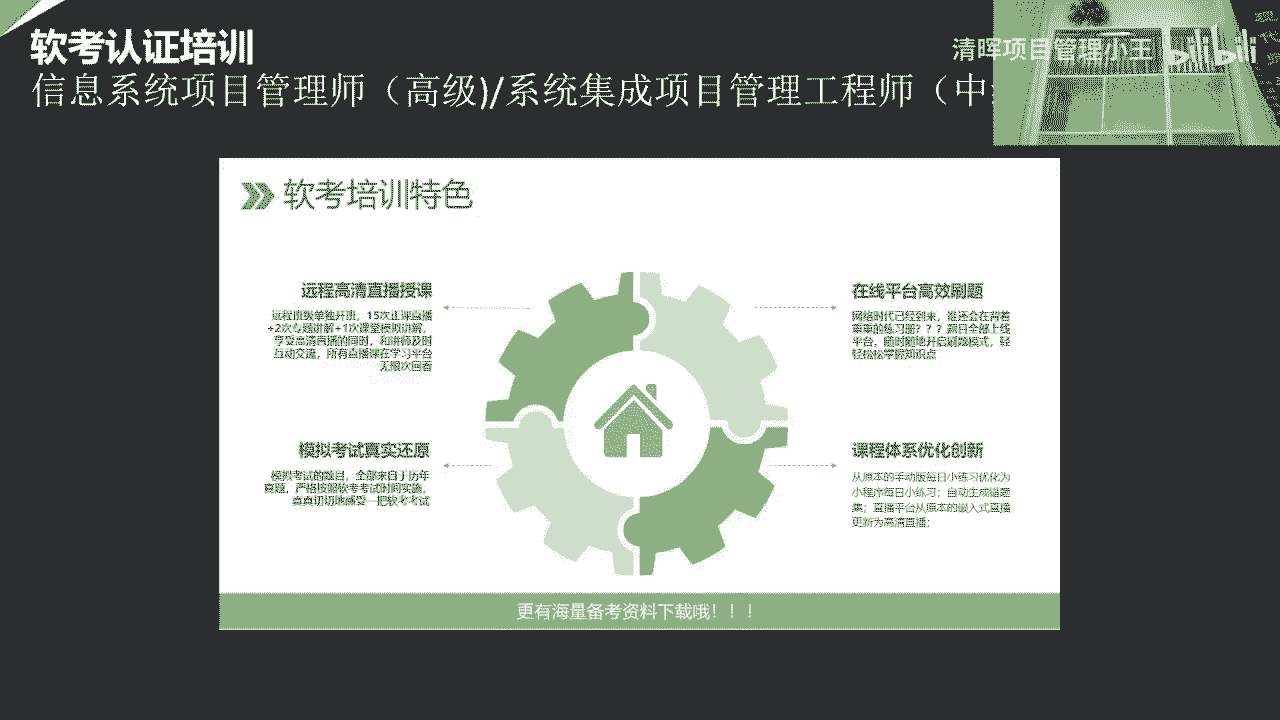 软考认证培训
清晖项目管理小王 bilibili
信息系统项目管理师（高级)/系统集成项目管理工程师（中
软考培训特色
远程高清直播授课
远程班级单独开班，15次正课直播
+2次专题讲解+1次课堂模拟讲解，
享受高清直播的同时，和讲师及时
互动交流，所有直播课在学习平台
无限次回看
在线平台高效刷题
网络时代已经到来，谁还会在背着
重重的练习册？？？题目全部上线
平台，随时随地开启刷题模式，轻
轻松松掌握知识点
模拟考试真实还原
模拟考试的题目，全部来自于历年
真题，严格按照软考考试时间实施，
真真切切地感受一把软考考试
课程体系优化创新
从原本的手动版每日小练习优化为
小程序每日小练习；自动生成错题
集；直播平台从原本的嵌入式直播
更新为高清直播；
更有海量备考资料下载哦！！！